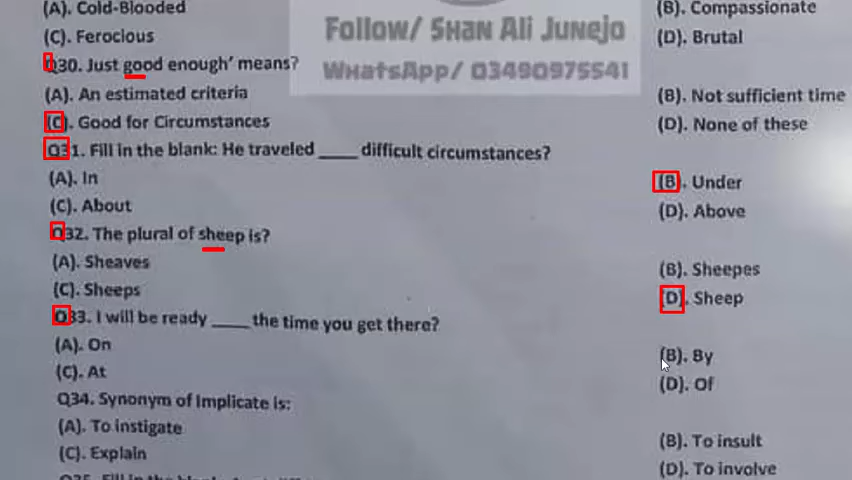 (A). Cold-Blooded
(B). Compassionate
(C). Ferocious
(D). Brutal
Follow/ Shan Ali Junejo
WhatsApp/ 03490975541
Q30. Just good enough' means?
(A). An estimated criteria
(B). Not sufficient time
(C). Good for Circumstances
(D). None of these
Q31. Fill in the blank: He traveled ____ difficult circumstances?
(A). In
(B). Under
(C). About
(D). Above
Q32. The plural of sheep is?
(A). Sheaves
(B). Sheepes
(C). Sheeps
(D). Sheep
Q33. I will be ready ____ the time you get there?
(A). On
(B). By
(C). At
(D). Of
Q34. Synonym of Implicate is:
(A). To instigate
(B). To insult
(C). Explain
(D). To involve